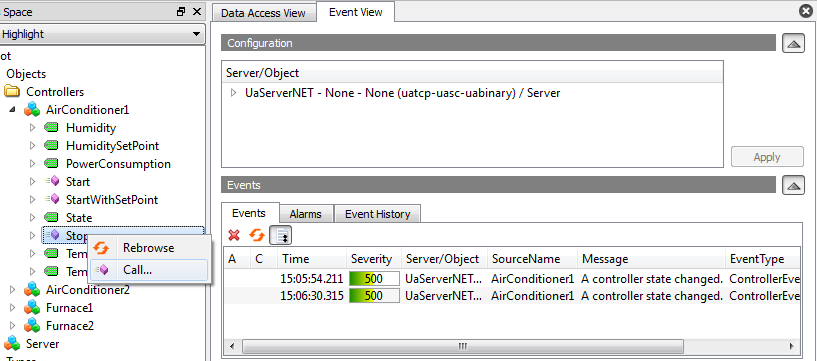 Space
Highlight
ot
Objects
Controllers
AirConditioner1
Humidity
HumiditySetPoint
PowerConsumption
Start
StartWithSetPoint
State
Stop
Tem
Tem
AirConditioner2
Furnace1
Furnace2
Server
Types
Rebrowse
Call...
Data Access View
Event View
Configuration
Server/Object
UaServerNET - None - None (uatcp-uasc-uabinary) / Server
Apply
Events
Events Alarms Event History
A C Time Severity Server/Object SourceName Message EventType
15:05:54.211 500 UaServerNET... AirConditioner1 A controller state changed. ControllerEve
15:06:30.315 500 UaServerNET... AirConditioner1 A controller state changed. ControllerEve